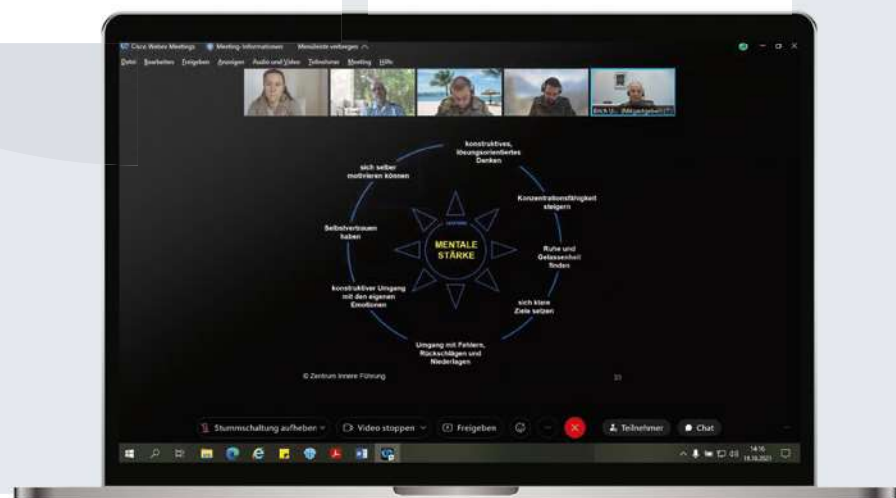 Cisco Webex Meetings
Meeting-Informationen
Menüleiste verbergen
Datei Bearbeiten Freigeben Anzeigen Audio und Video Teilnehmer Meeting Hilfe
konstruktives,
lösungsorientiertes
Denken
sich selber
motivieren können
Konzentrationsfähigkeit
steigern
Selbstvertrauen
haben
MENTALE
STÄRKE
Ruhe und
Gelassenheit
finden
konstruktiver Umgang
mit den eigenen
Emotionen
sich klare
Ziele setzen
Umgang mit Fehlern,
Rückschlägen und
Niederlagen
© Zentrum Innere Führung
Stummschaltung aufheben
Video stoppen
Freigeben
Teilnehmer
Chat
14:16